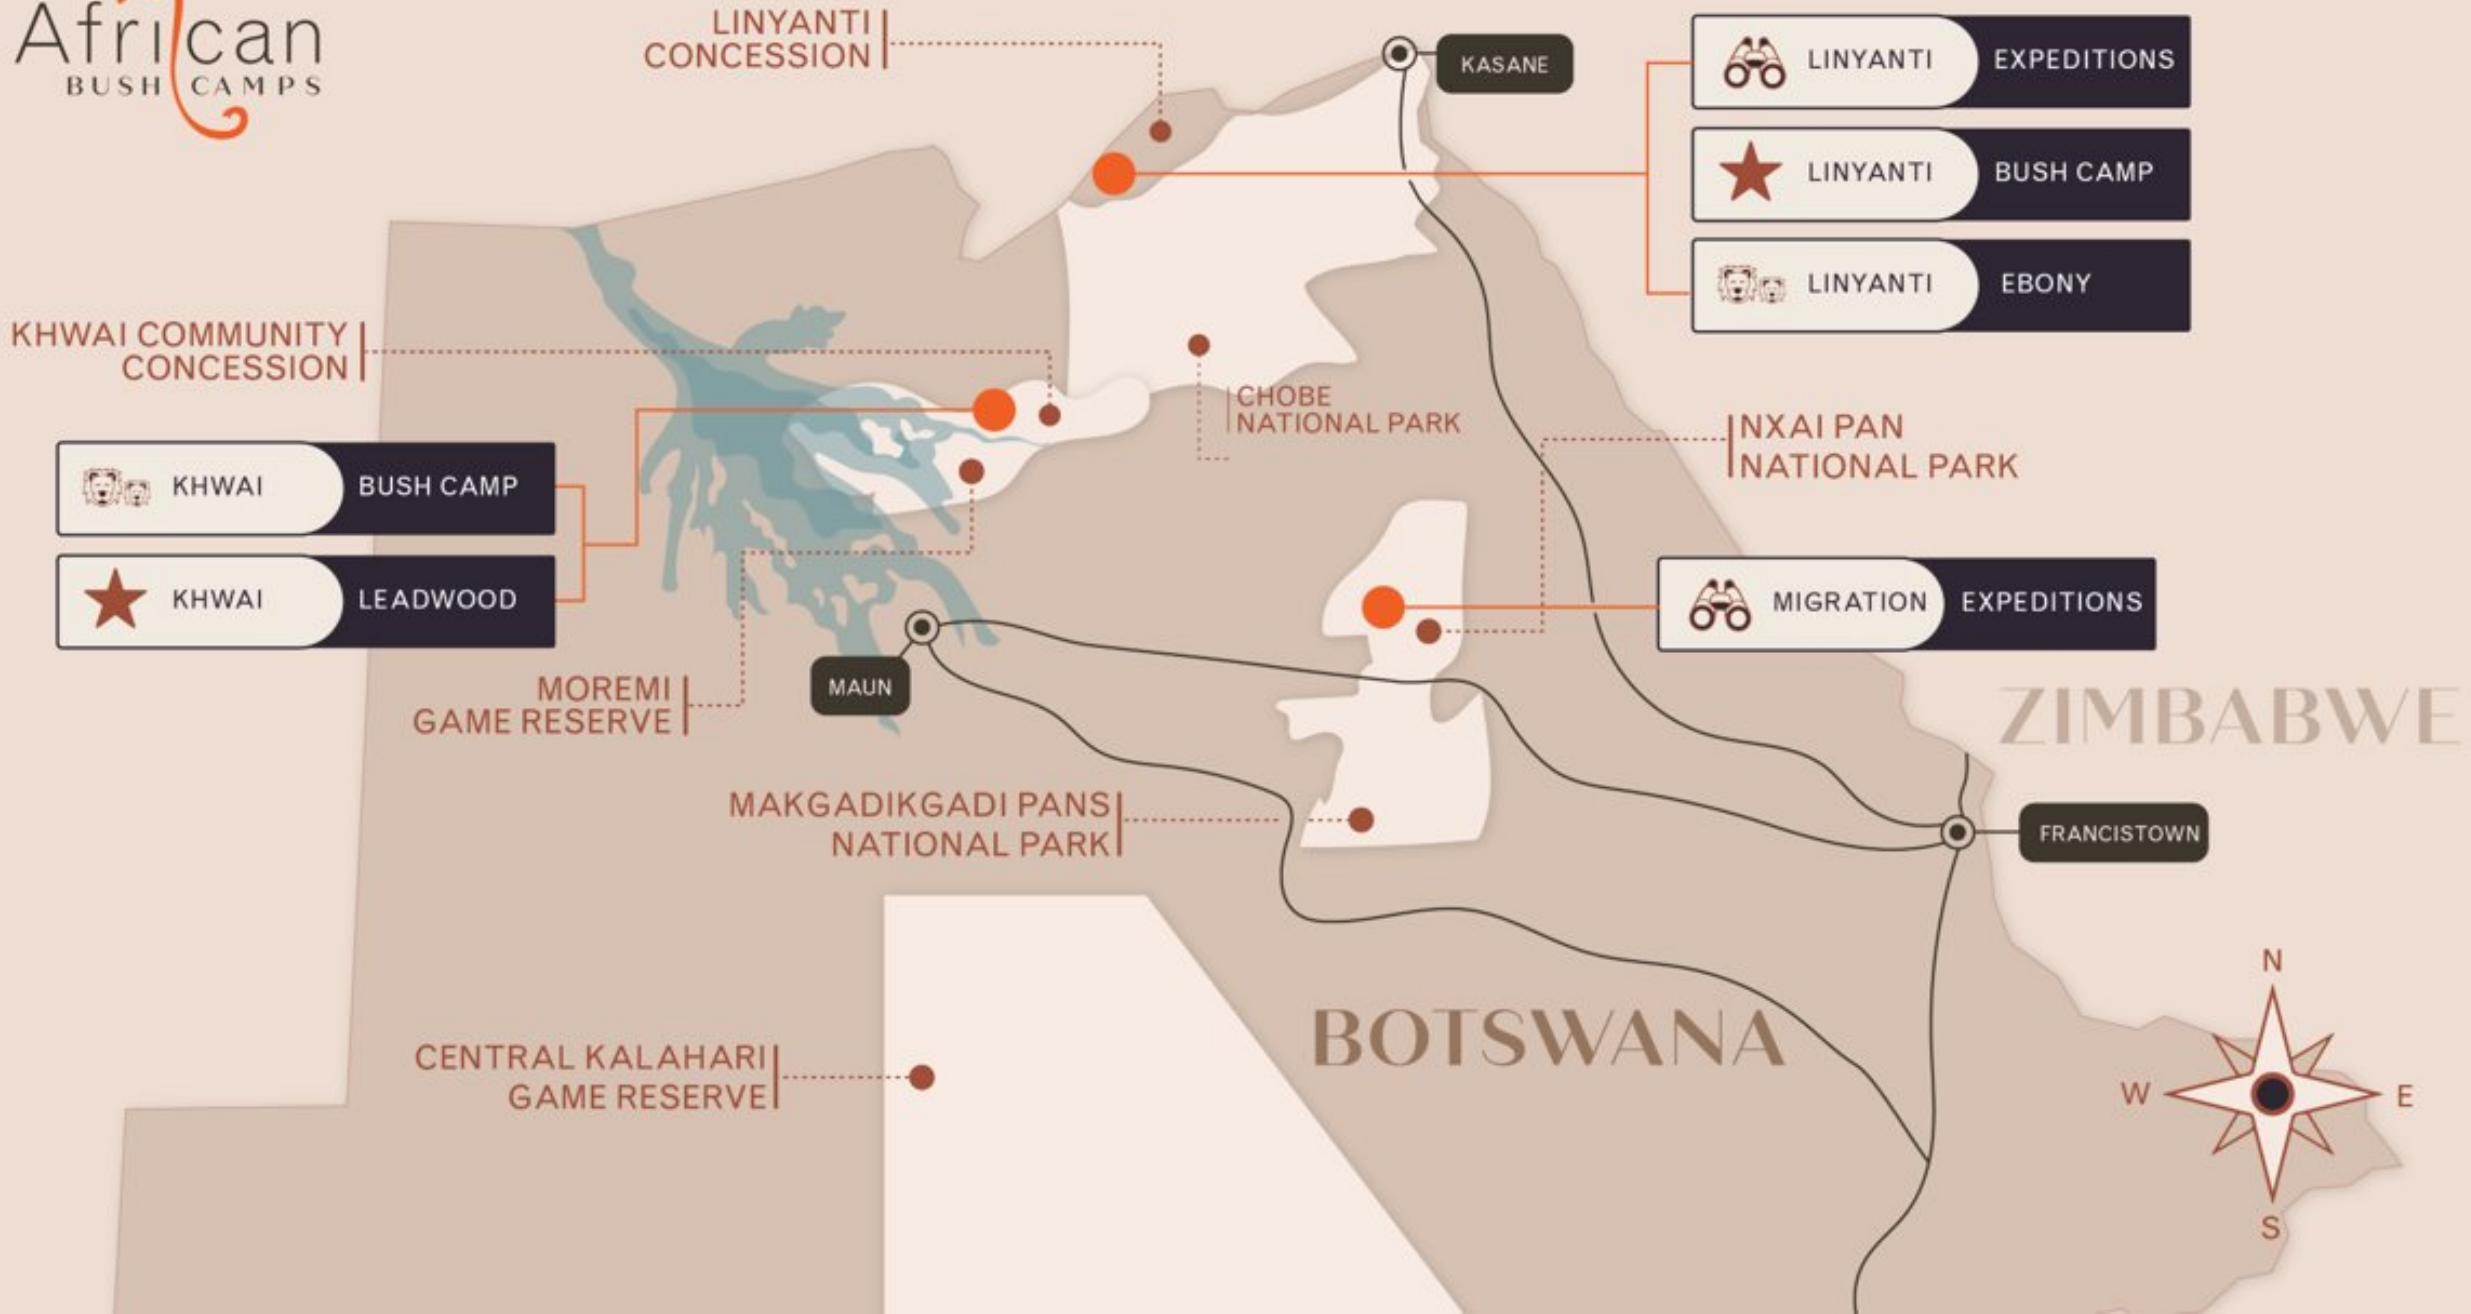 African
BUSH CAMPS
LINYANTI
CONCESSION
KASANE
LINYANTI EXPEDITIONS
LINYANTI BUSH CAMP
LINYANTI EBONY
KHWAI COMMUNITY
CONCESSION
CHOBE
NATIONAL PARK
NXAI PAN
NATIONAL PARK
KHWAI BUSH CAMP
KHWAI LEADWOOD
MIGRATION EXPEDITIONS
MOREMI
GAME RESERVE
MAUN
ZIMBABWE
MAKGADIKGADI PANS
NATIONAL PARK
FRANCISTOWN
BOTSWANA
CENTRAL KALAHARI
GAME RESERVE
N
W
E
S